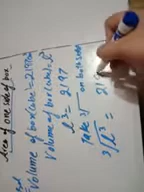 Area of one side of box
Volume of box (cube) = 2197cm³
Volume of box (cube) = l³
l³ = 2197
Take ∛ on both sides
∛l³ =